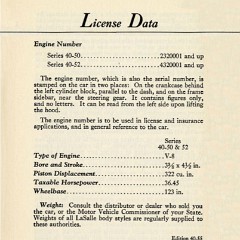 License Data
Engine Number
Series 40-50...............2320001 and up
Series 40-52...............4320001 and up
The engine number, which is also the serial number, is
stamped on the car in two places: On the crankcase behind
the left cylinder block, parallel to the dash, and on the frame
sidebar, near the steering gear. It contains figures only,
and no letters. It can be read from the left side upon lifting
the hood.
The engine number is to be used in license and insurance
applications, and in general reference to the car.
Series
40-50 & 52
Type of Engine...............V-8
Bore and Stroke...............3⅜ x 4½ in.
Piston Displacement...............322 cu. in.
Taxable Horsepower...............36.45
Wheelbase...............123 in.
Weight: Consult the distributor or dealer who sold you
the car, or the Motor Vehicle Commissioner of your State.
Weights of all LaSalle body styles are regularly supplied to
these authorities.
Edition 40-55